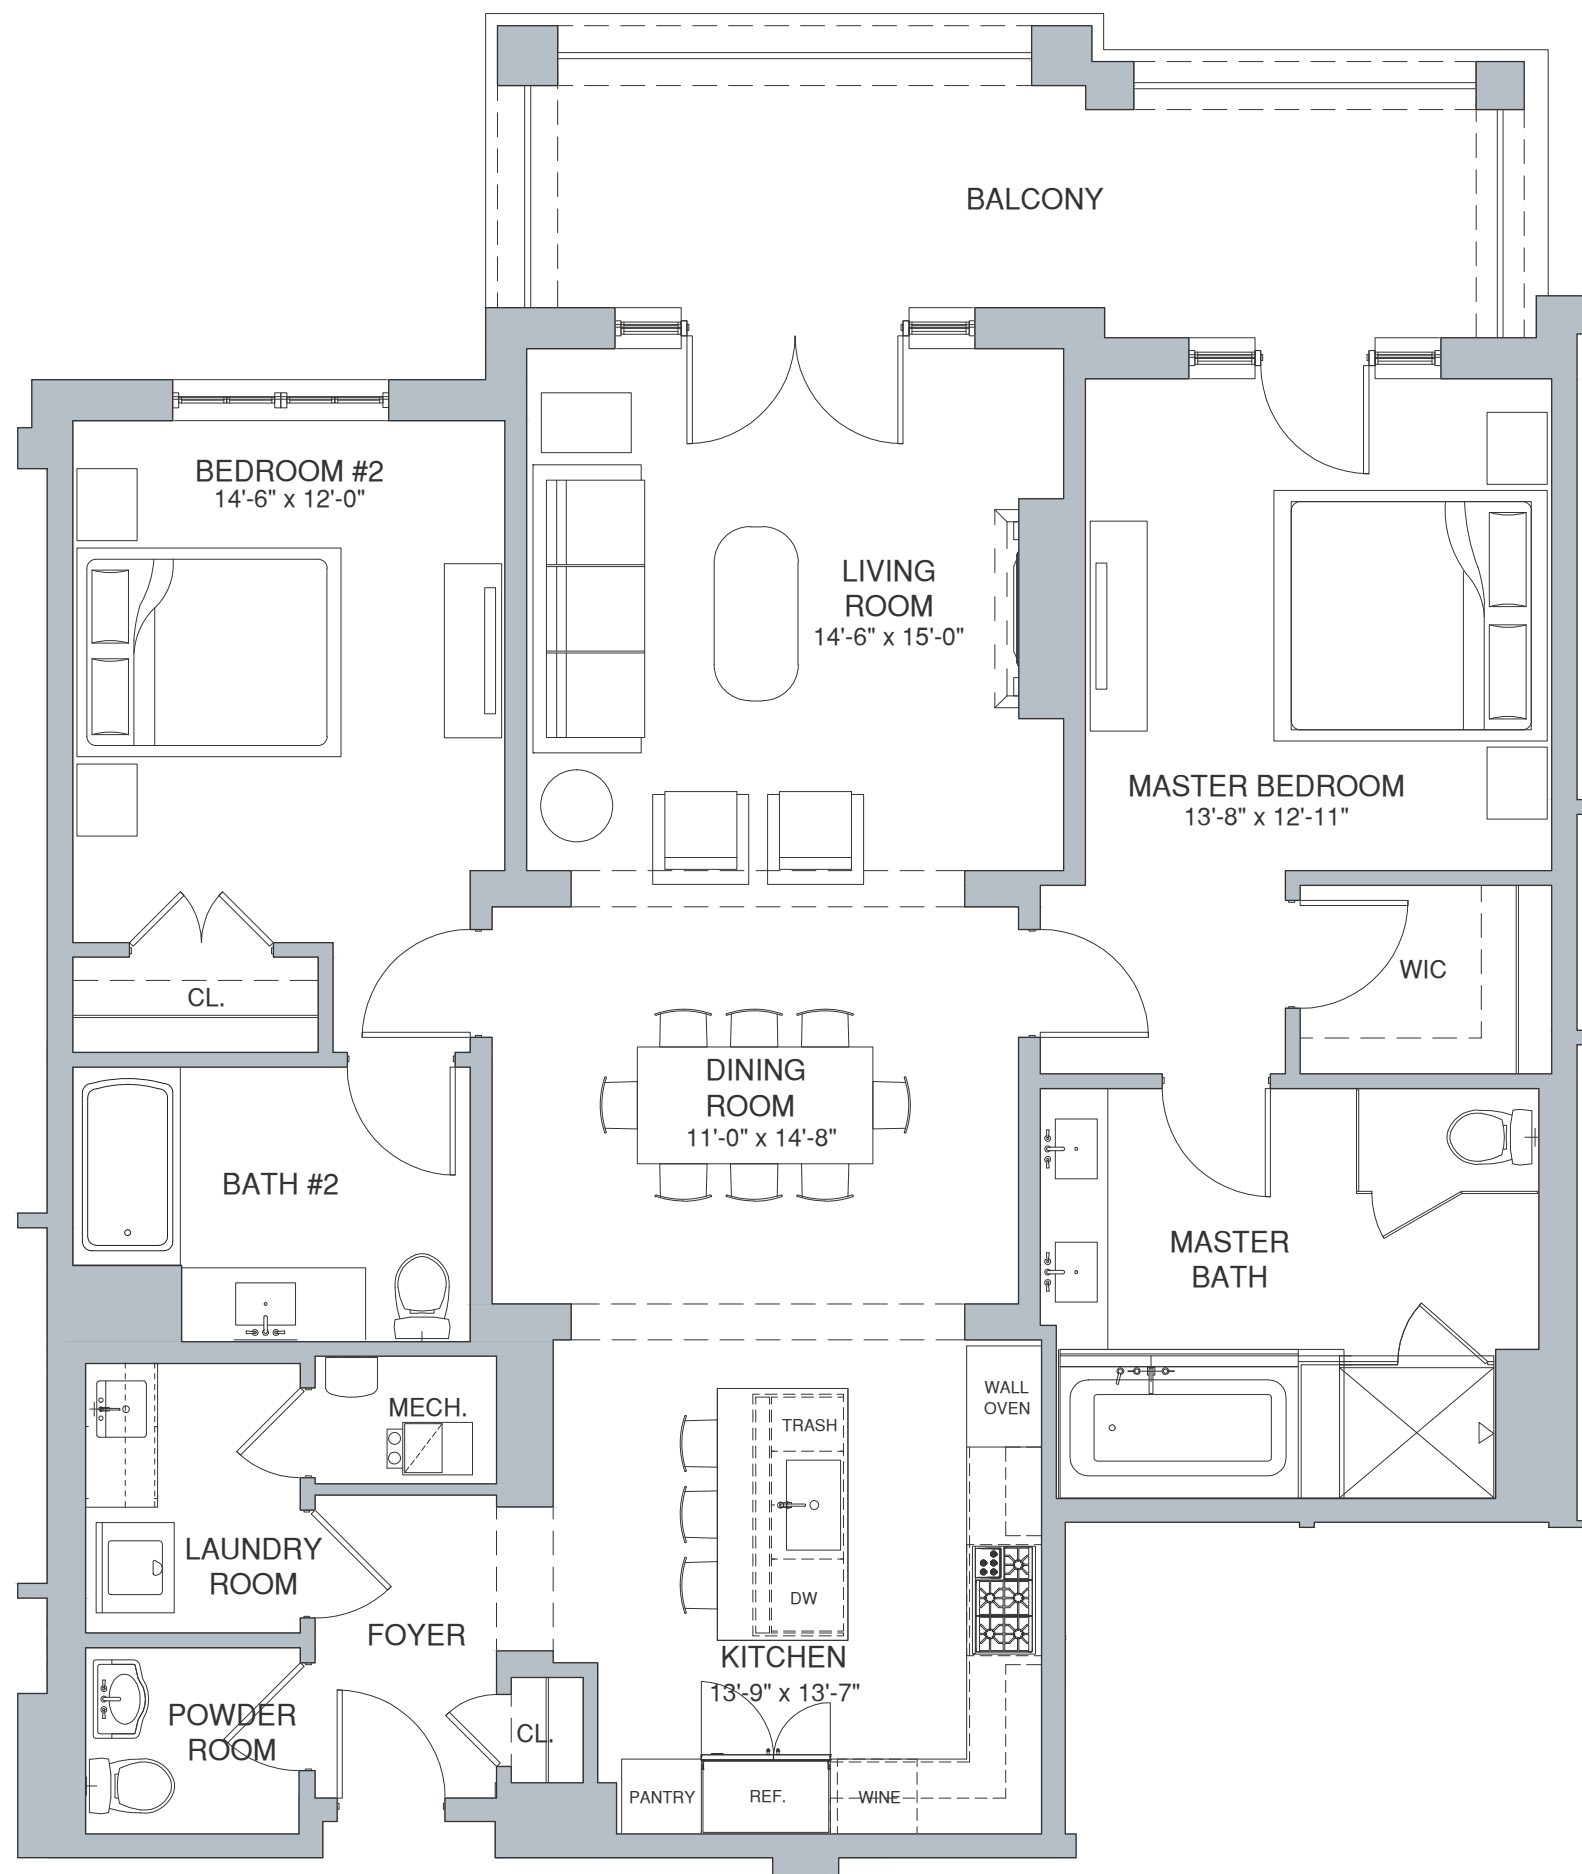 BALCONY
BEDROOM #2
14'-6" x 12'-0"
LIVING
ROOM
14'-6" x 15'-0"
MASTER BEDROOM
13'-8" x 12'-11"
WIC
CL.
DINING
ROOM
11'-0" x 14'-8"
BATH #2
MASTER
BATH
WALL
OVEN
MECH.
TRASH
LAUNDRY
ROOM
DW
FOYER
KITCHEN
13'-9" x 13'-7"
POWDER
ROOM
CL.
PANTRY
REF.
WINE